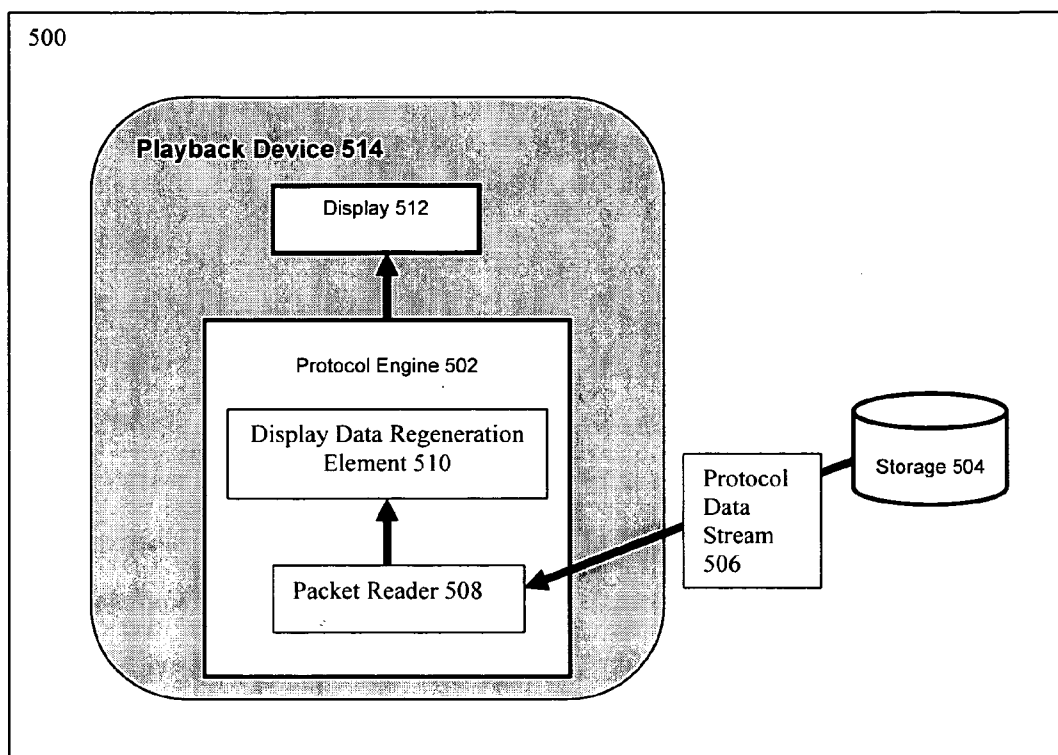 500
Playback Device 514
Display 512
Protocol Engine 502
Display Data Regeneration
Element 510
Packet Reader 508
Protocol
Data
Stream
506
Storage 504